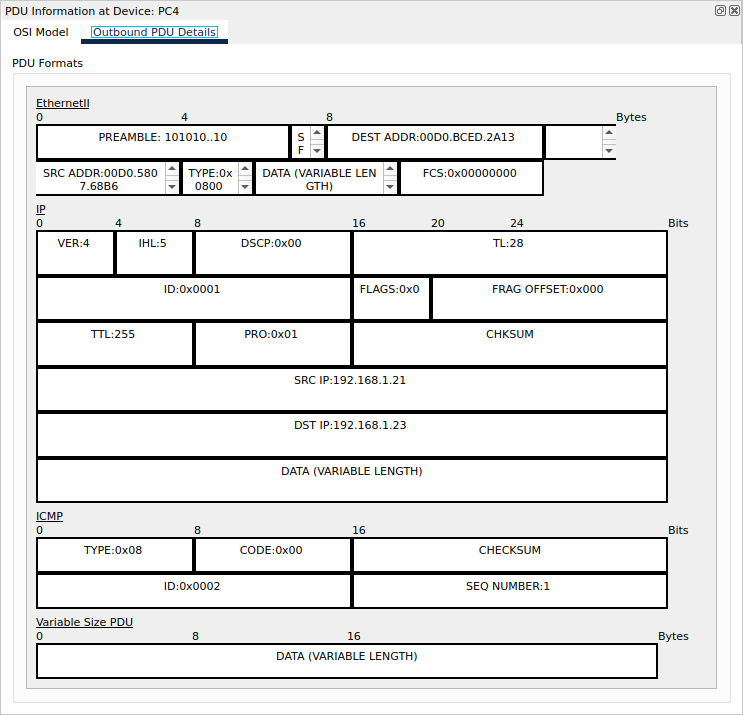 PDU Information at Device: PC4
OSI Model Outbound PDU Details
PDU Formats
EthernetII
0 4 8 Bytes
PREAMBLE: 101010..10 S F DEST ADDR:00D0.BCED.2A13
SRC ADDR:00D0.580 7.68B6 TYPE:0x 0800 DATA (VARIABLE LEN GTH) FCS:0x00000000
IP
0 4 8 16 20 24 Bits
VER:4 IHL:5 DSCP:0x00 TL:28
ID:0x0001 FLAGS:0x0 FRAG OFFSET:0x000
TTL:255 PRO:0x01 CHKSUM
SRC IP:192.168.1.21
DST IP:192.168.1.23
DATA (VARIABLE LENGTH)
ICMP
0 8 16 Bits
TYPE:0x08 CODE:0x00 CHECKSUM
ID:0x0002 SEQ NUMBER:1
Variable Size PDU
0 8 16 Bytes
DATA (VARIABLE LENGTH)